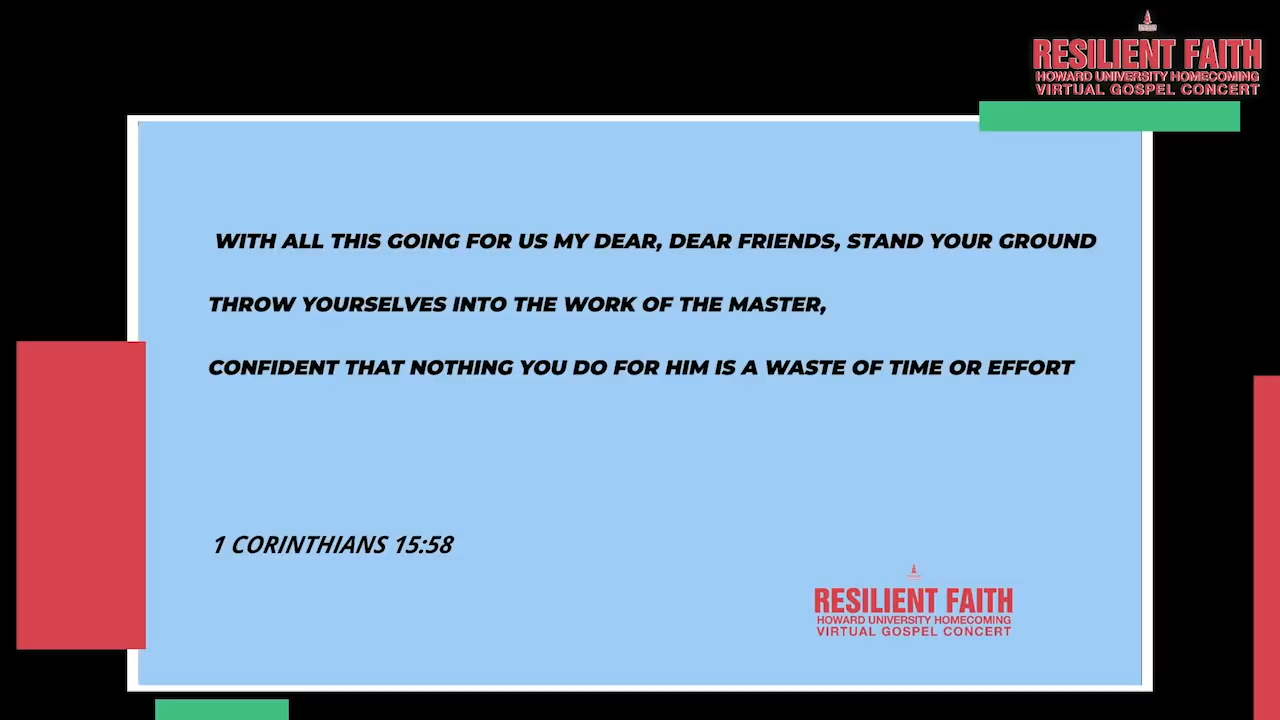 RESILIENT FAITH
HOWARD UNIVERSITY HOMECOMING
VIRTUAL GOSPEL CONCERT
WITH ALL THIS GOING FOR US MY DEAR, DEAR FRIENDS, STAND YOUR GROUND
THROW YOURSELVES INTO THE WORK OF THE MASTER,
CONFIDENT THAT NOTHING YOU DO FOR HIM IS A WASTE OF TIME OR EFFORT
1 CORINTHIANS 15:58
RESILIENT FAITH
HOWARD UNIVERSITY HOMECOMING
VIRTUAL GOSPEL CONCERT